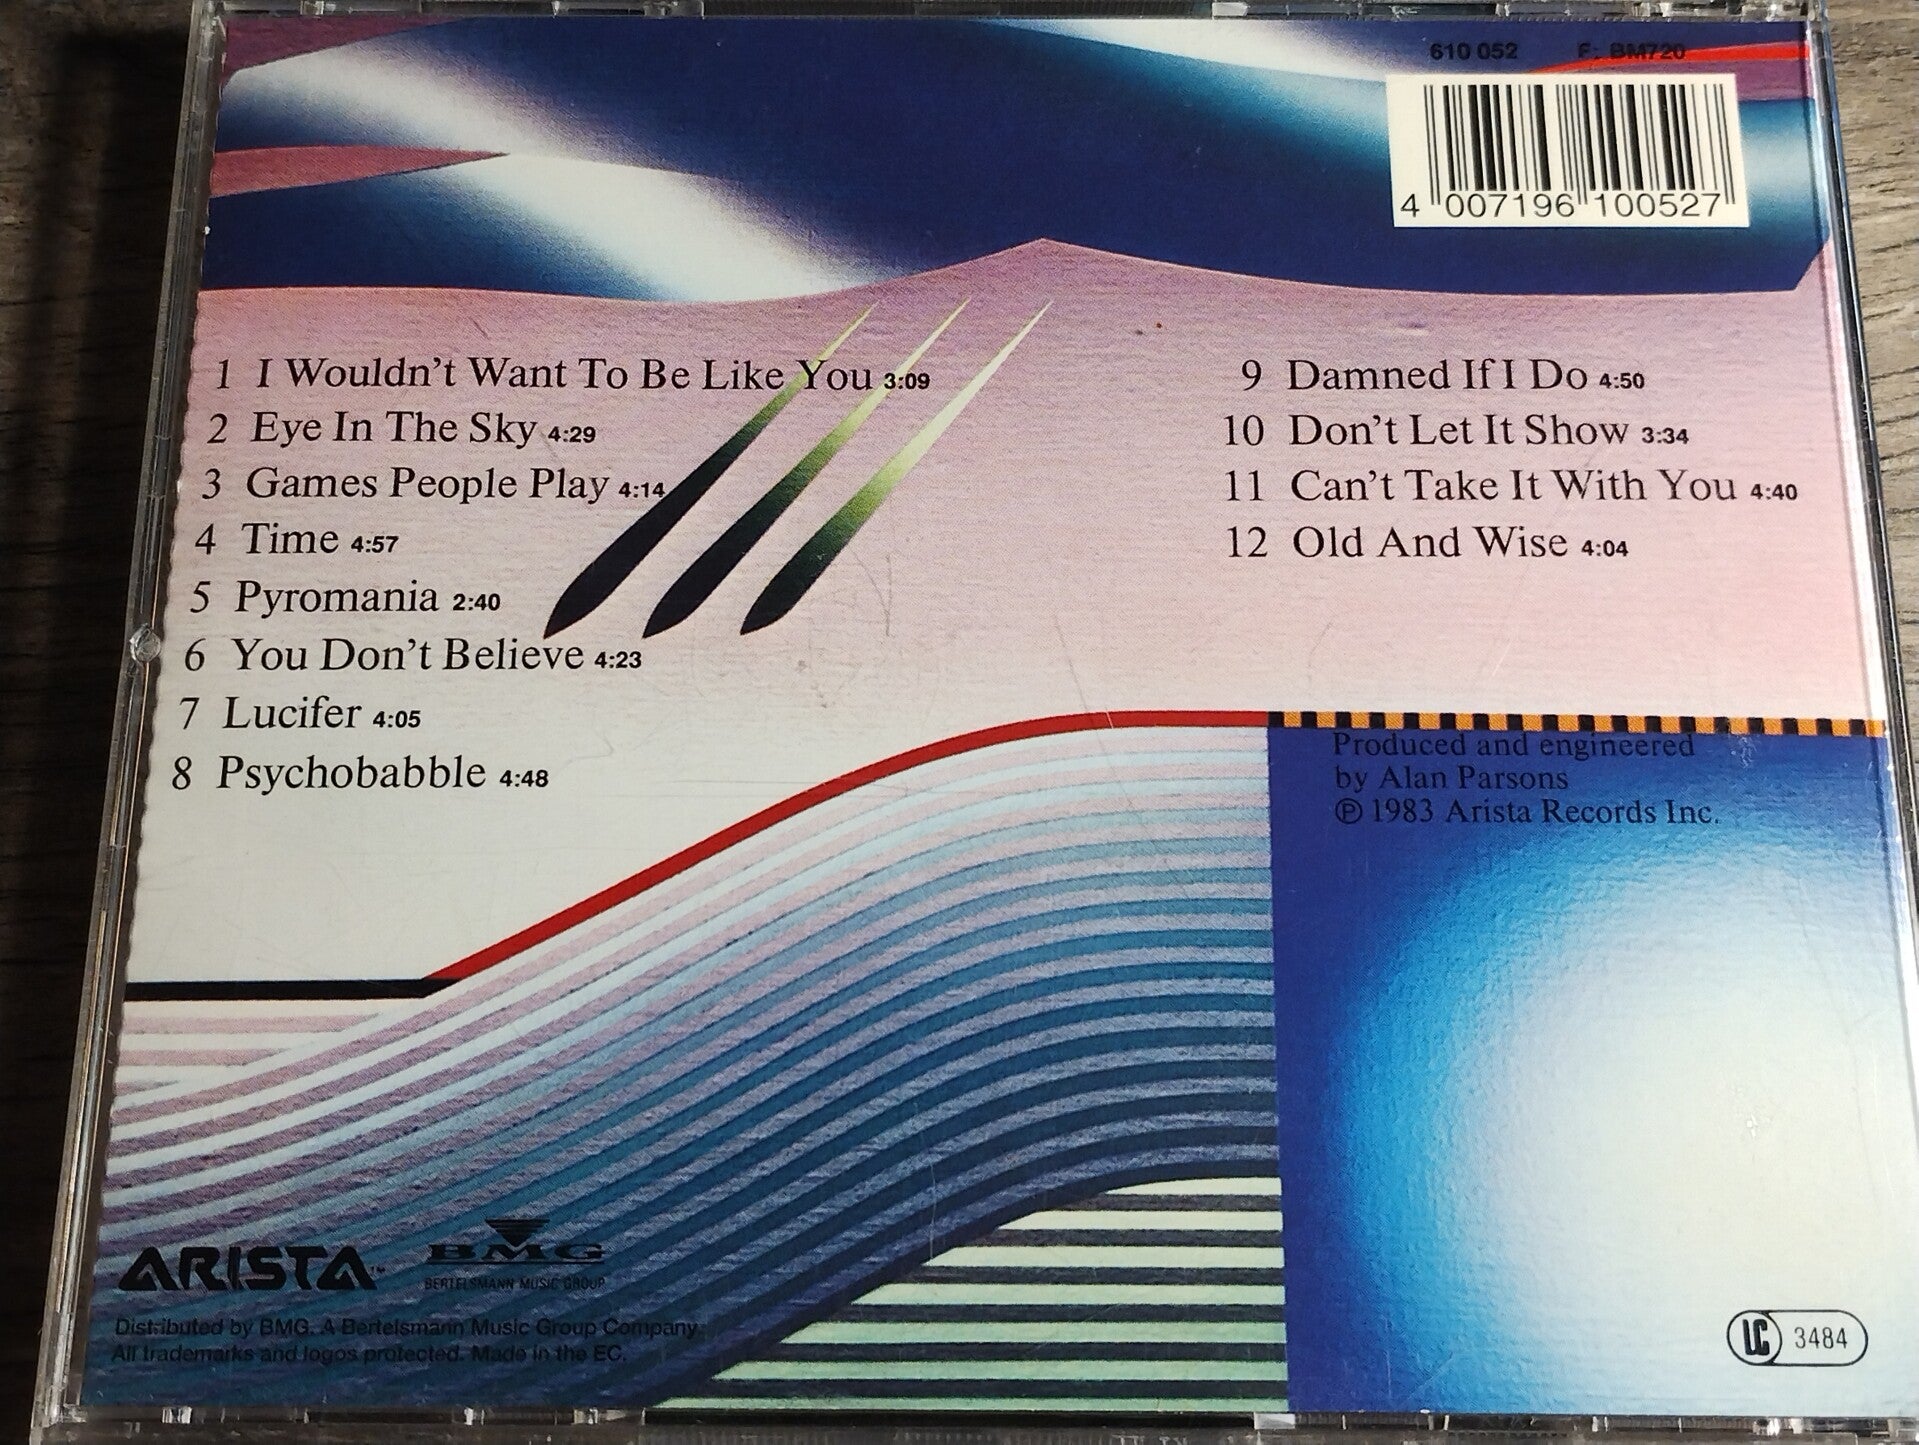 610 052 F: BM720
4 007196 100527
1 I Wouldn't Want To Be Like You 3:09
2 Eye In The Sky 4:29
3 Games People Play 4:14
4 Time 4:57
5 Pyromania 2:40
6 You Don't Believe 4:23
7 Lucifer 4:05
8 Psychobabble 4:48
9 Damned If I Do 4:50
10 Don't Let It Show 3:34
11 Can't Take It With You 4:40
12 Old And Wise 4:04
Produced and engineered
by Alan Parsons
℗ 1983 Arista Records Inc.
ARISTA™
BMG
BERTELSMANN MUSIC GROUP
Distributed by BMG. A Bertelsmann Music Group Company.
All trademarks and logos protected. Made in the EC.
LC 3484